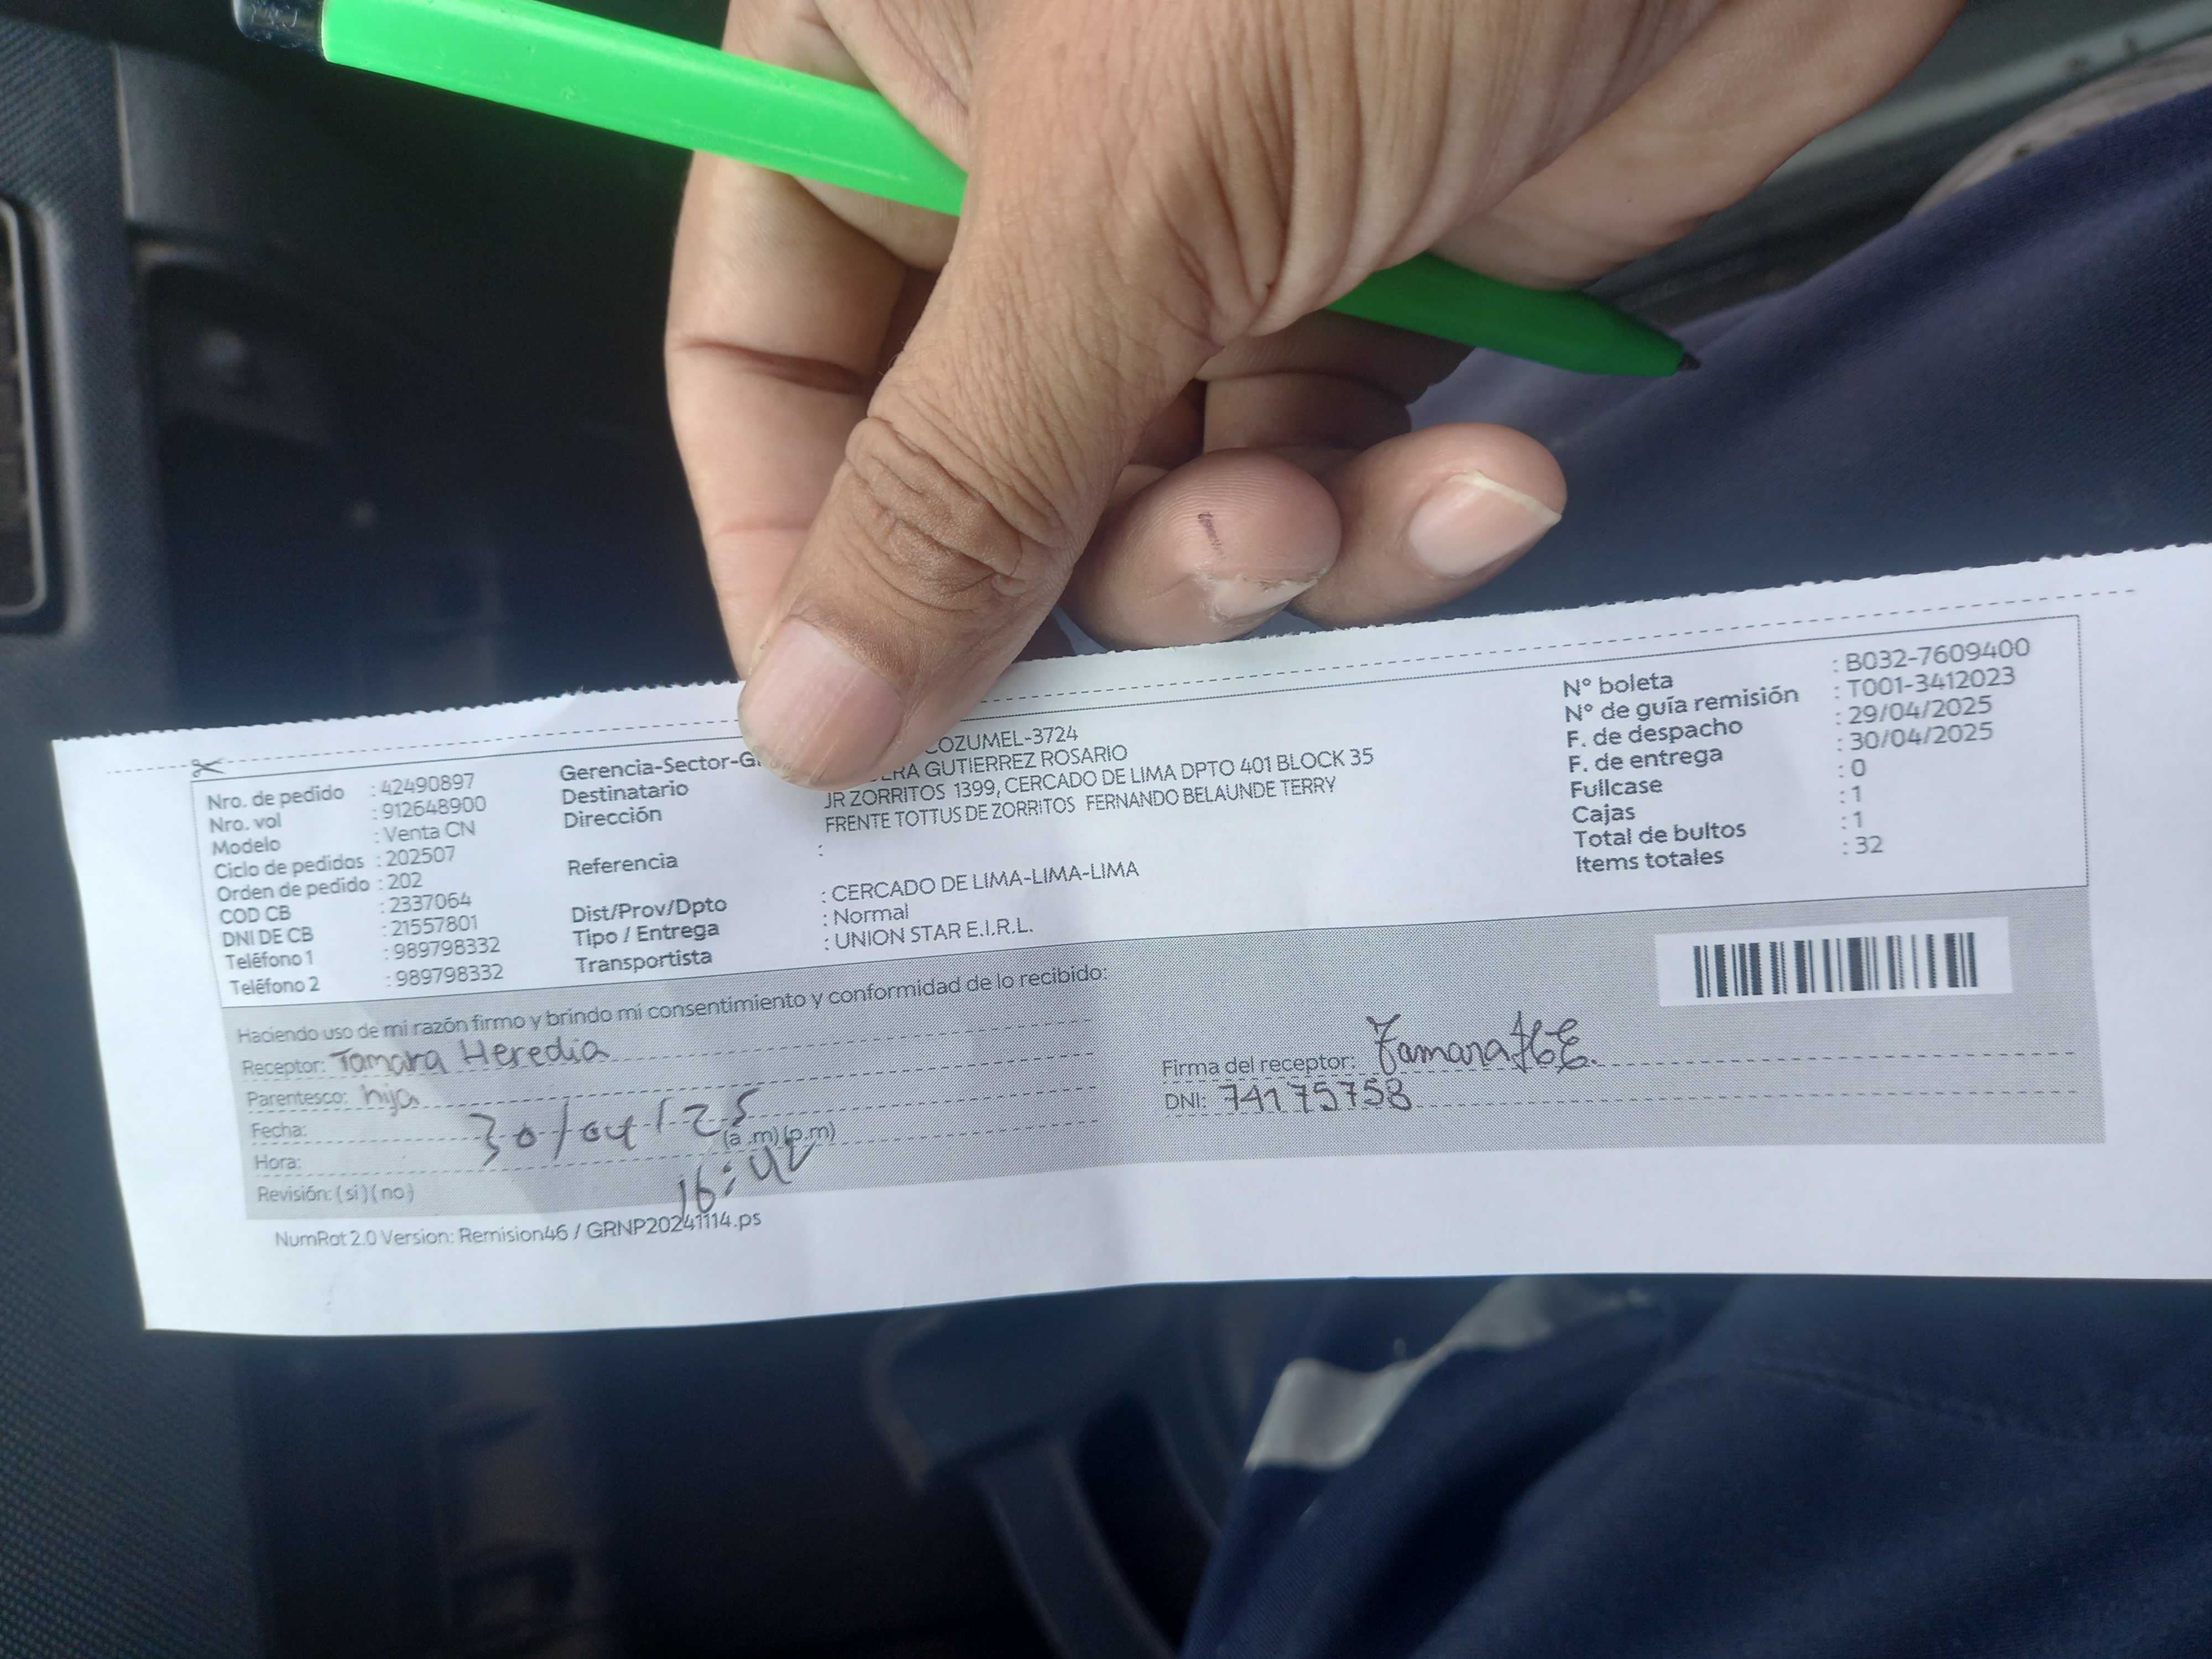 Nro. de pedido : 42490897
Nro. vol : 912648900
Modelo : Venta CN
Ciclo de pedidos : 202507
Orden de pedido : 202
COD CB : 2337064
DNI DE CB : 21557801
Teléfono 1 : 989798332
Teléfono 2 : 989798332
Gerencia-Sector-G COZUMEL-3724
Destinatario GUTIERREZ ROSARIO
Dirección JR ZORRITOS 1399, CERCADO DE LIMA DPTO 401 BLOCK 35
FRENTE TOTTUS DE ZORRITOS FERNANDO BELAUNDE TERRY
Referencia :
Dist/Prov/Dpto : CERCADO DE LIMA-LIMA-LIMA
Tipo / Entrega : Normal
Transportista : UNION STAR E.I.R.L.
N° boleta : B032-7609400
N° de guía remisión : T001-3412023
F. de despacho : 29/04/2025
F. de entrega : 30/04/2025
Fullcase : 0
Cajas : 1
Total de bultos : 1
Items totales : 32
Haciendo uso de mi razón firmo y brindo mi consentimiento y conformidad de lo recibido:
Receptor: Tamara Heredia
Parentesco: hija
Fecha: 30/04/25
Hora: (a .m) (p.m) 16:42
Revisión: (si) (no)
Firma del receptor: Tamara
DNI: 74175758
NumRot 2.0 Version: Remision46 / GRNP20241114.ps